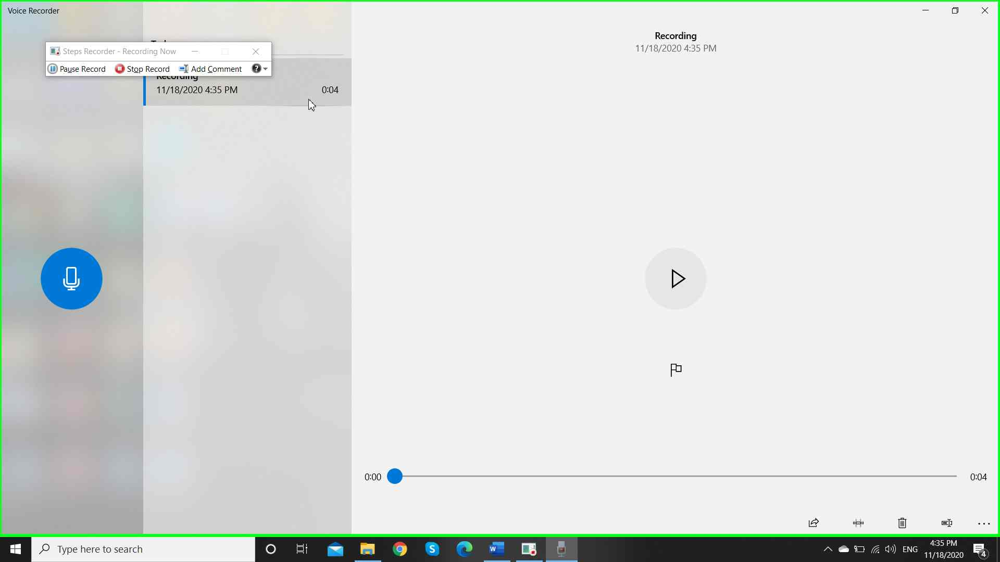 Voice Recorder
Steps Recorder - Recording Now
Pause Record Stop Record Add Comment
Recording
11/18/2020 4:35 PM 0:04
Recording
11/18/2020 4:35 PM
0:00 0:04
Type here to search
ENG
4:35 PM
11/18/2020
4